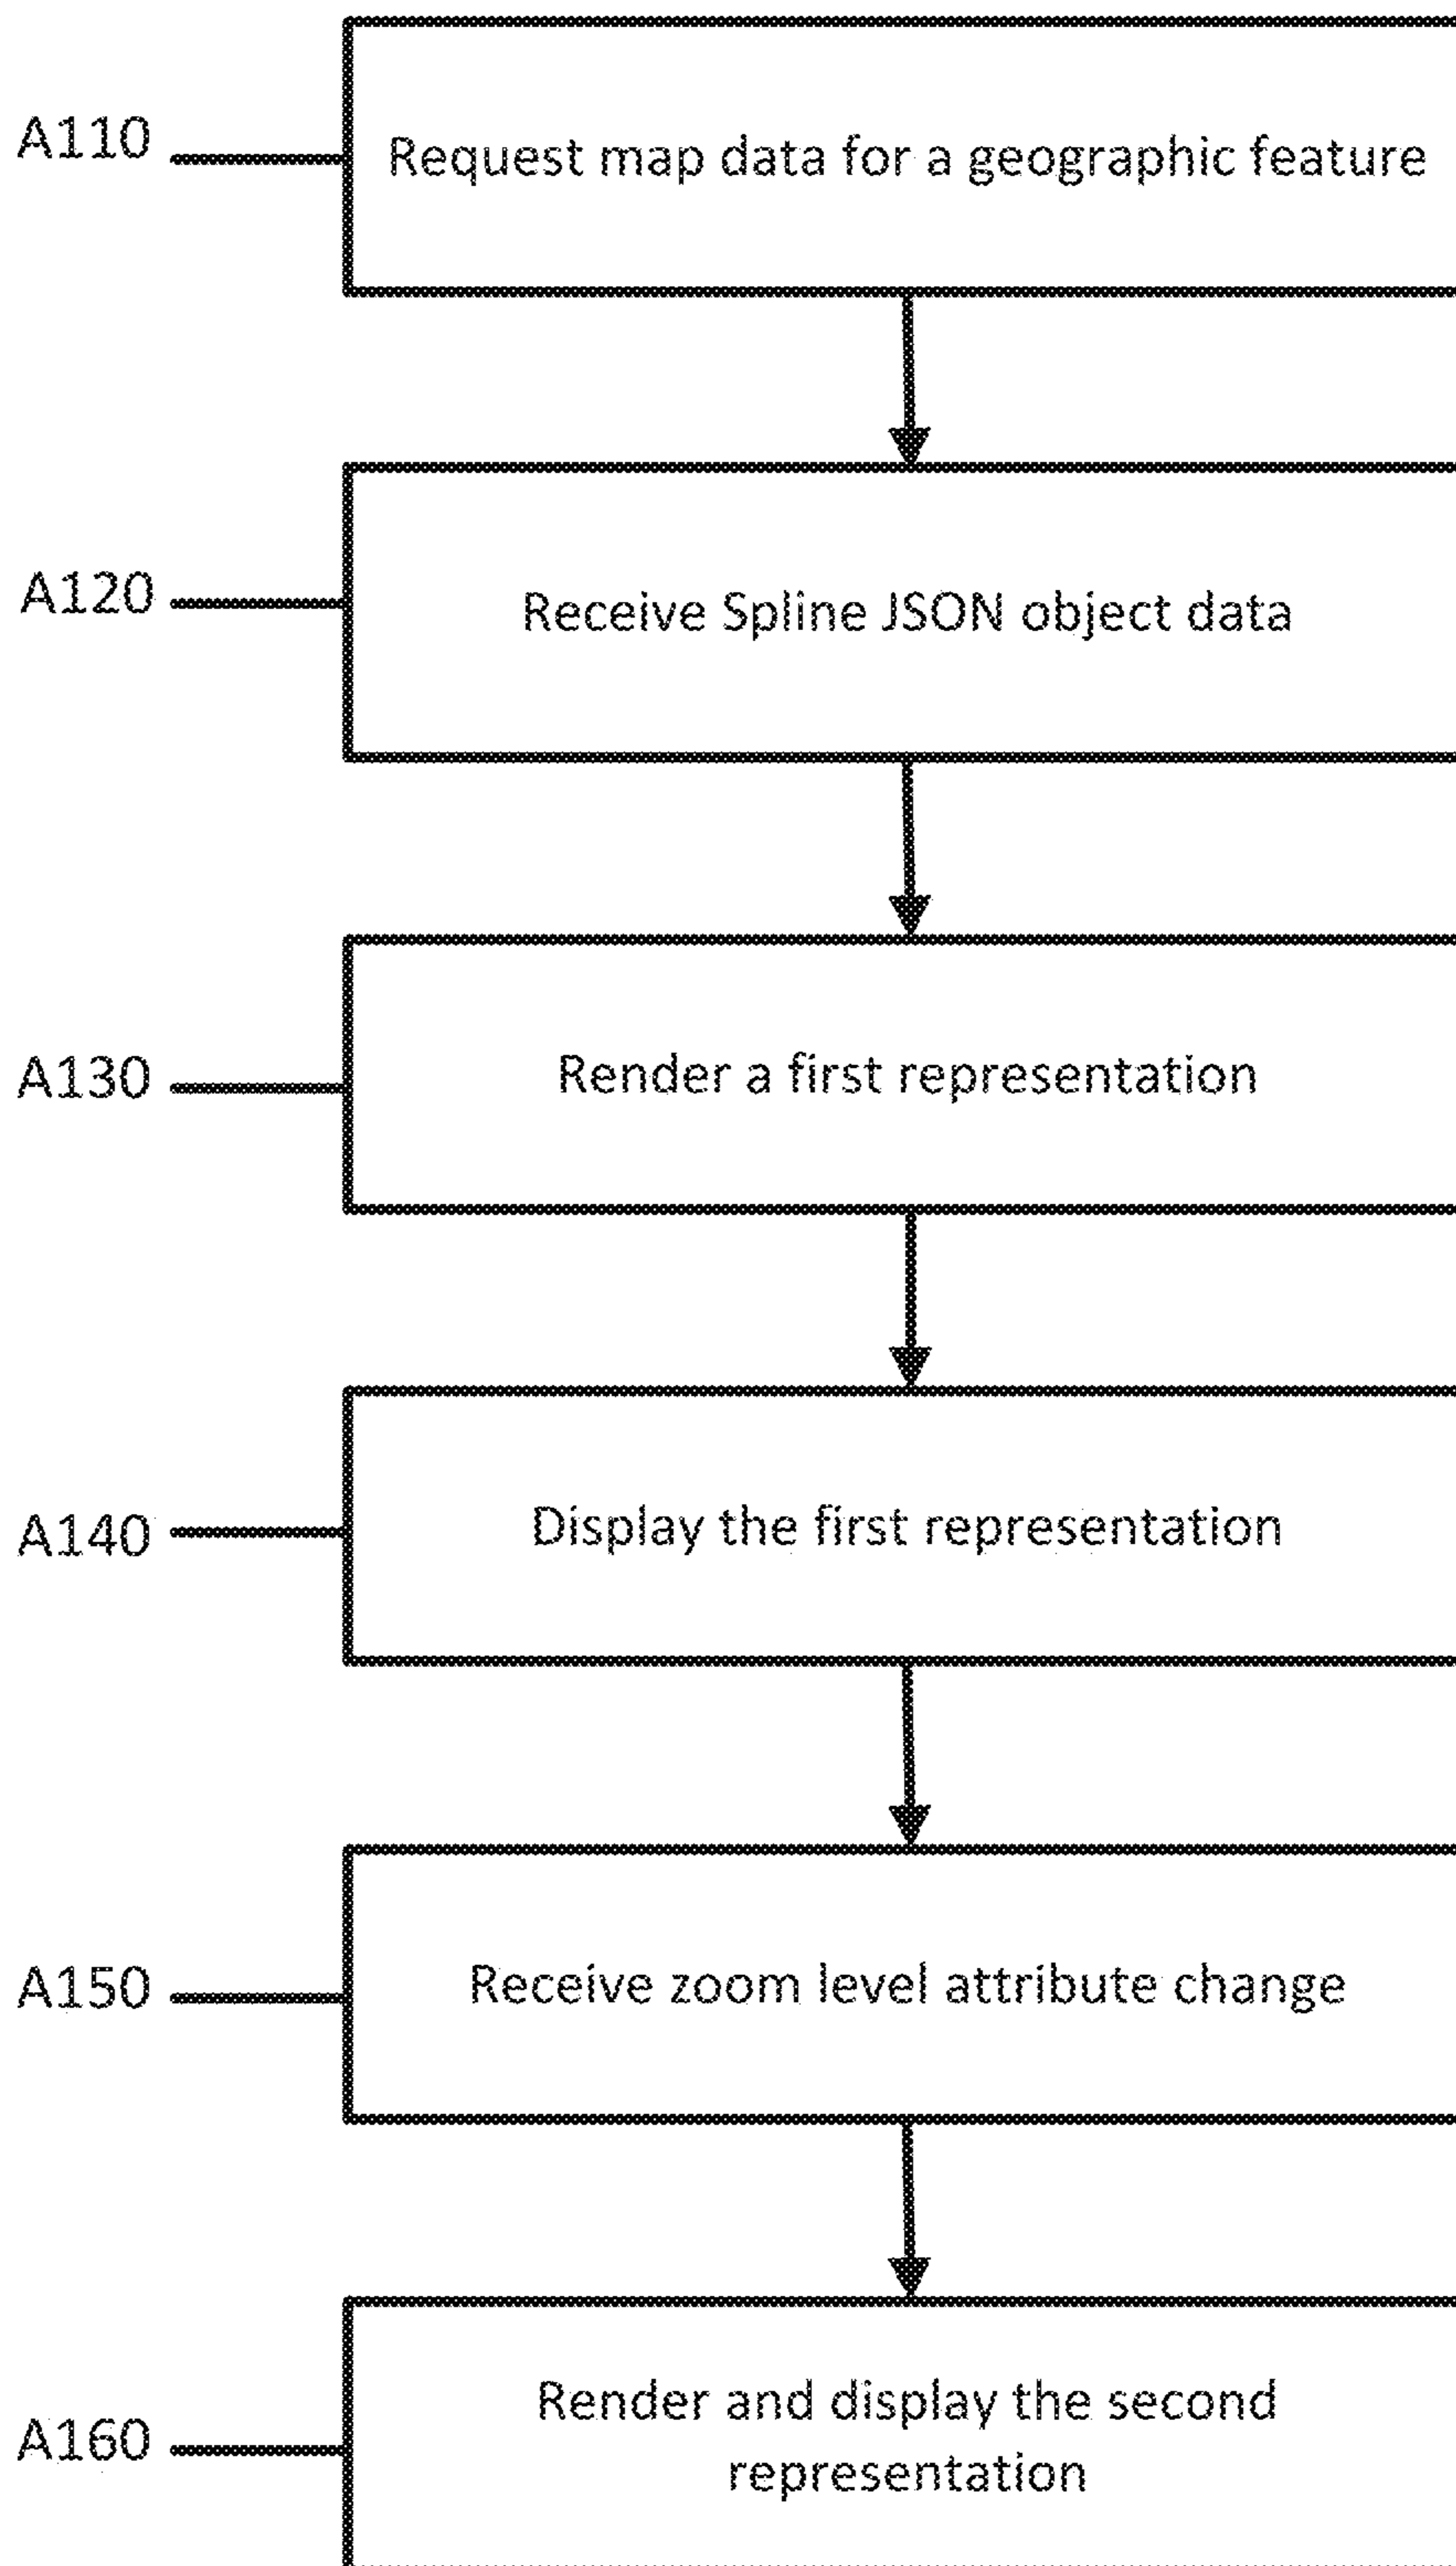 A110
Request map data for a geographic feature
A120
Receive Spline JSON object data
A130
Render a first representation
A140
Display the first representation
A150
Receive zoom level attribute change
A160
Render and display the second
representation